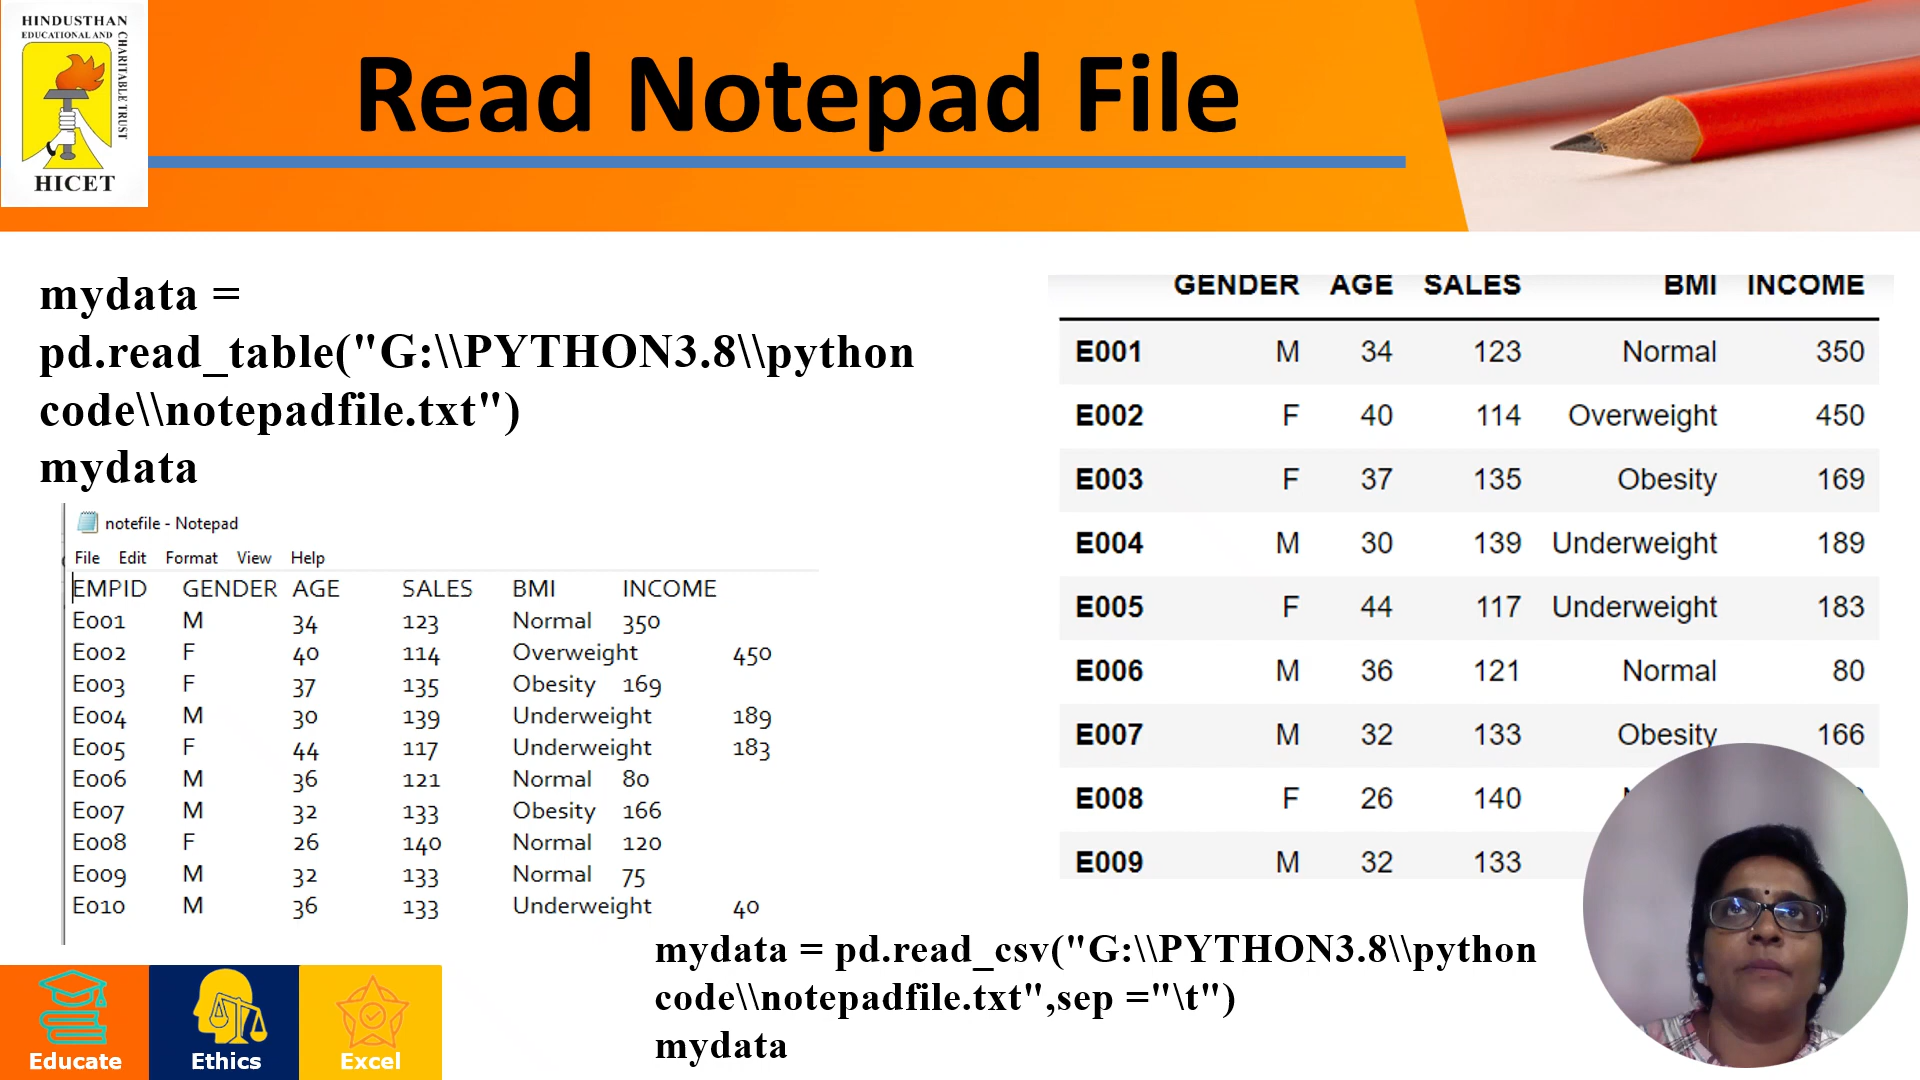 HINDUSTHAN
EDUCATIONAL AND
CHARITABLE TRUST
HICET
Read Notepad File
mydata =
pd.read_table("G:\\PYTHON3.8\\python
code\\notepadfile.txt")
mydata
notefile - Notepad
File Edit Format View Help
EMPID GENDER AGE SALES BMI INCOME
E001 M 34 123 Normal 350
E002 F 40 114 Overweight 450
E003 F 37 135 Obesity 169
E004 M 30 139 Underweight 189
E005 F 44 117 Underweight 183
E006 M 36 121 Normal 80
E007 M 32 133 Obesity 166
E008 F 26 140 Normal 120
E009 M 32 133 Normal 75
E010 M 36 133 Underweight 40
GENDER AGE SALES BMI INCOME
E001 M 34 123 Normal 350
E002 F 40 114 Overweight 450
E003 F 37 135 Obesity 169
E004 M 30 139 Underweight 189
E005 F 44 117 Underweight 183
E006 M 36 121 Normal 80
E007 M 32 133 Obesity 166
E008 F 26 140
E009 M 32 133
mydata = pd.read_csv("G:\\PYTHON3.8\\python
code\\notepadfile.txt",sep ="\t")
mydata
Educate
Ethics
Excel